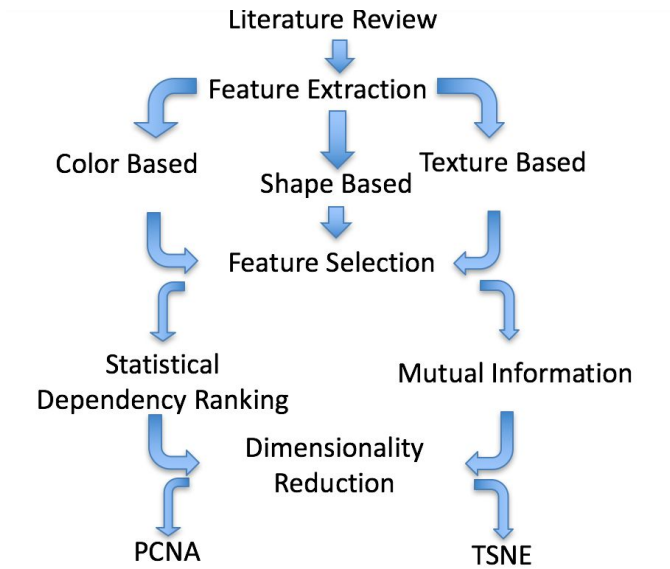 Literature Review
Feature Extraction
Color Based
Shape Based
Texture Based
Feature Selection
Statistical
Dependency Ranking
Mutual Information
Dimensionality
Reduction
PCNA
TSNE